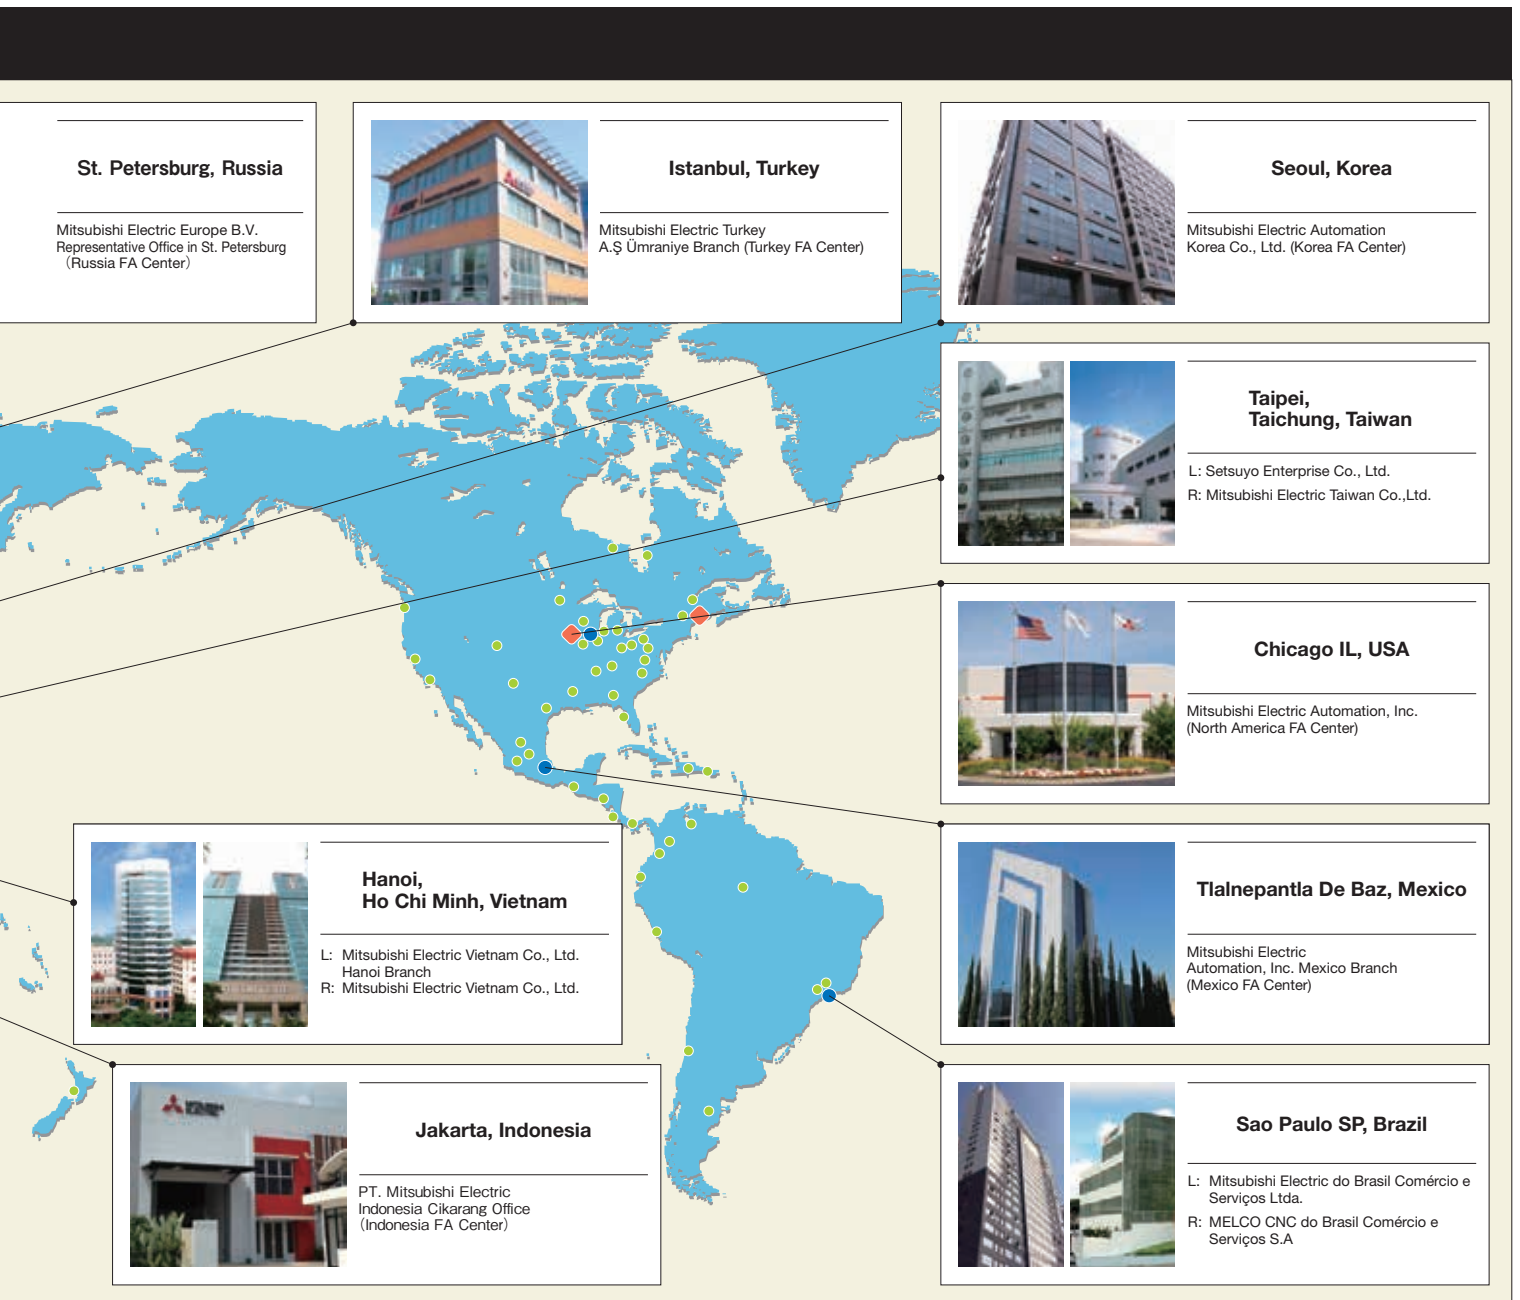 St. Petersburg, Russia
Mitsubishi Electric Europe B.V.
Representative Office in St. Petersburg
（Russia FA Center）
Istanbul, Turkey
Mitsubishi Electric Turkey
A.Ş Ümraniye Branch (Turkey FA Center)
Seoul, Korea
Mitsubishi Electric Automation
Korea Co., Ltd. (Korea FA Center)
Taipei,
Taichung, Taiwan
L: Setsuyo Enterprise Co., Ltd.
R: Mitsubishi Electric Taiwan Co.,Ltd.
Chicago IL, USA
Mitsubishi Electric Automation, Inc.
(North America FA Center)
Hanoi,
Ho Chi Minh, Vietnam
L: Mitsubishi Electric Vietnam Co., Ltd.
Hanoi Branch
R: Mitsubishi Electric Vietnam Co., Ltd.
Tlalnepantla De Baz, Mexico
Mitsubishi Electric
Automation, Inc. Mexico Branch
(Mexico FA Center)
Jakarta, Indonesia
PT. Mitsubishi Electric
Indonesia Cikarang Office
（Indonesia FA Center）
Sao Paulo SP, Brazil
L: Mitsubishi Electric do Brasil Comércio e
Serviços Ltda.
R: MELCO CNC do Brasil Comércio e
Serviços S.A